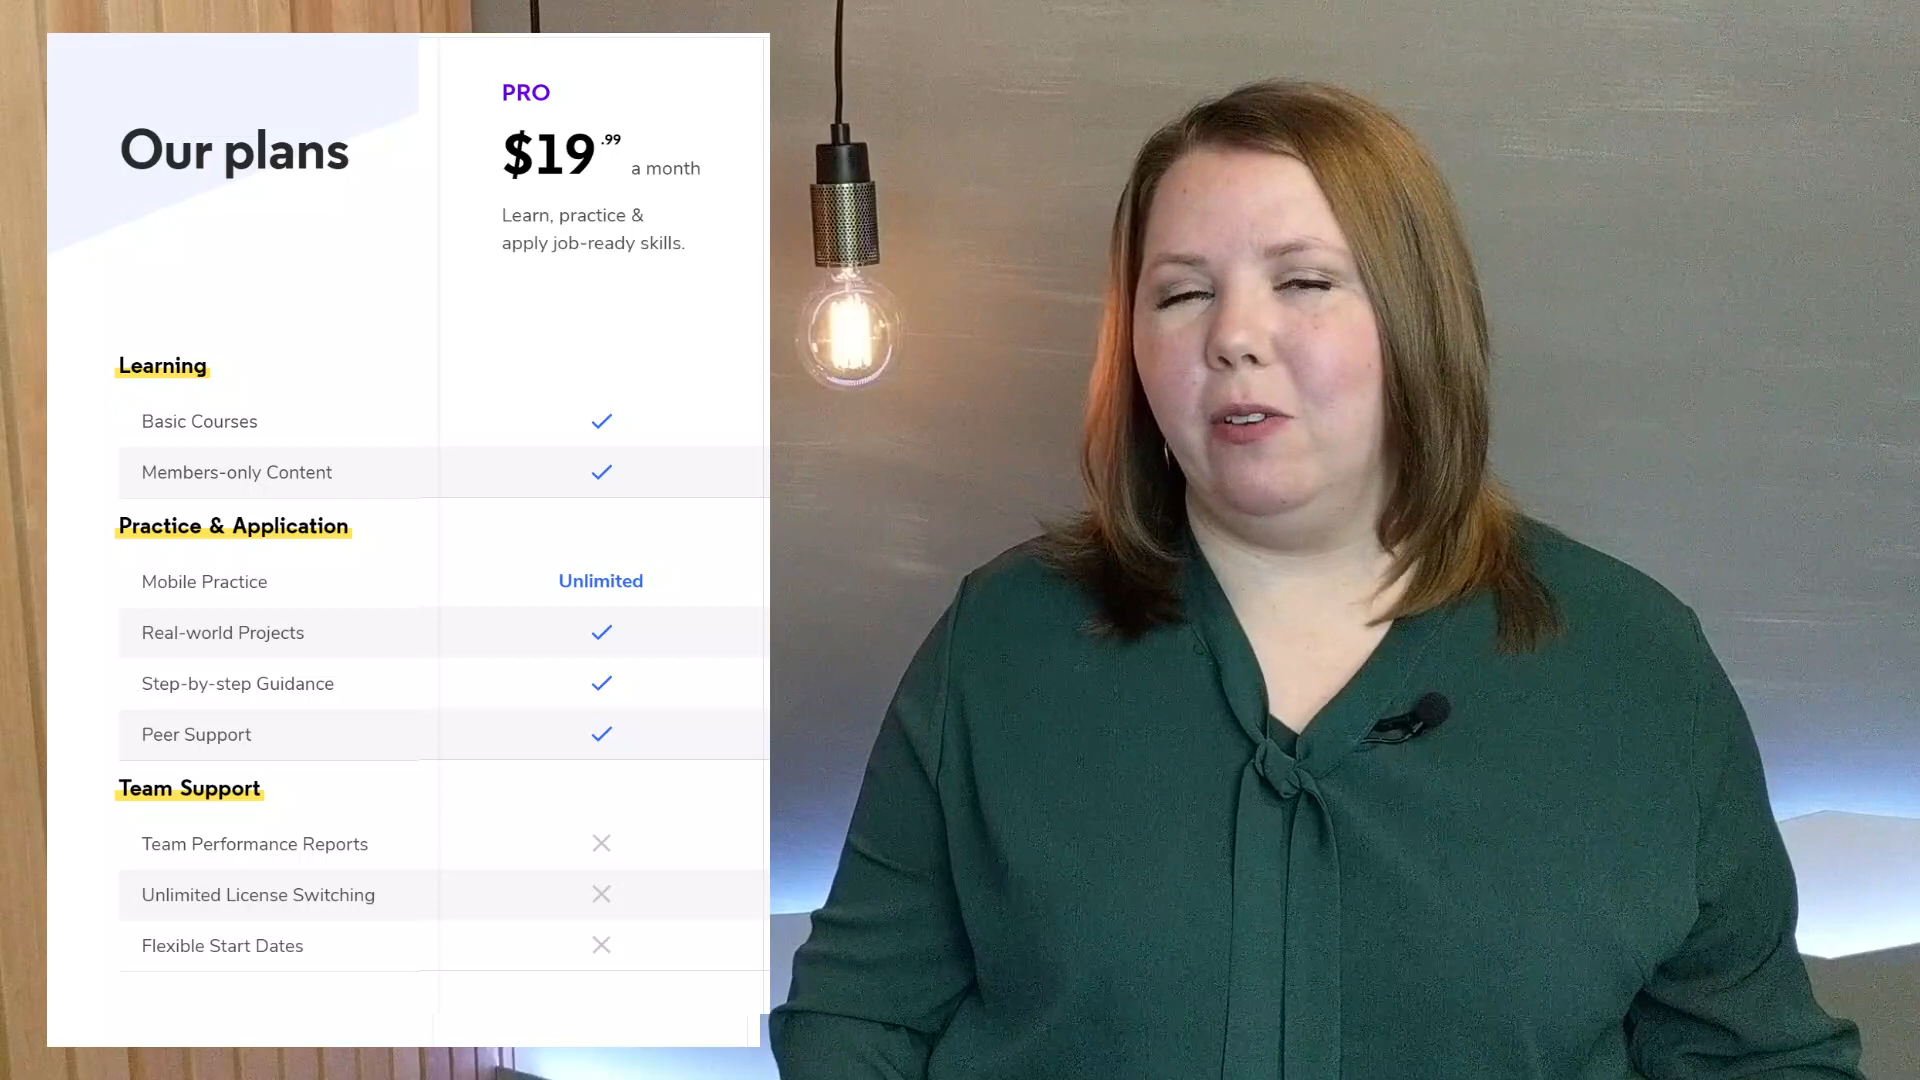 Our plans
PRO
$19.99 a month
Learn, practice &
apply job-ready skills.
Learning
Basic Courses
Members-only Content
Practice & Application
Mobile Practice Unlimited
Real-world Projects
Step-by-step Guidance
Peer Support
Team Support
Team Performance Reports
Unlimited License Switching
Flexible Start Dates